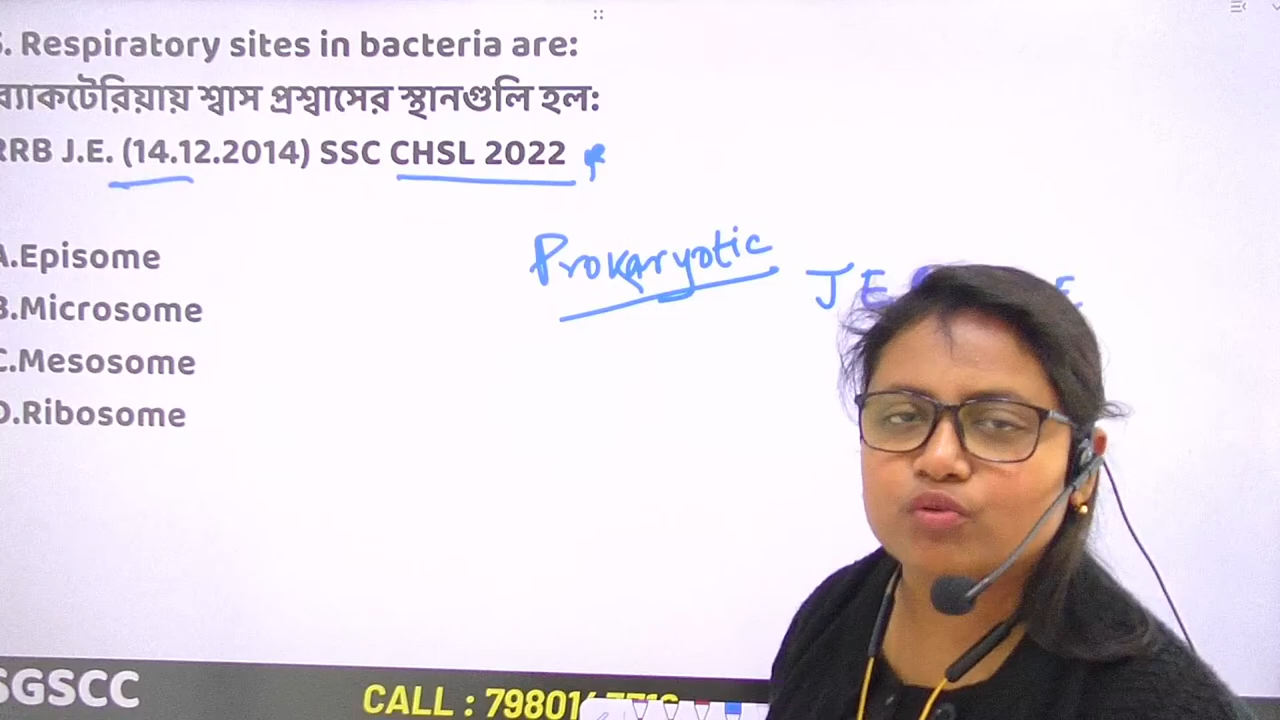 . Respiratory sites in bacteria are:
ব্যাকটেরিয়ায় শ্বাস প্রশ্বাসের স্থানগুলি হল:
RRB J.E. (14.12.2014) SSC CHSL 2022
A.Episome
B.Microsome
C.Mesosome
D.Ribosome
Prokaryotic
SGSCC
CALL : 79801